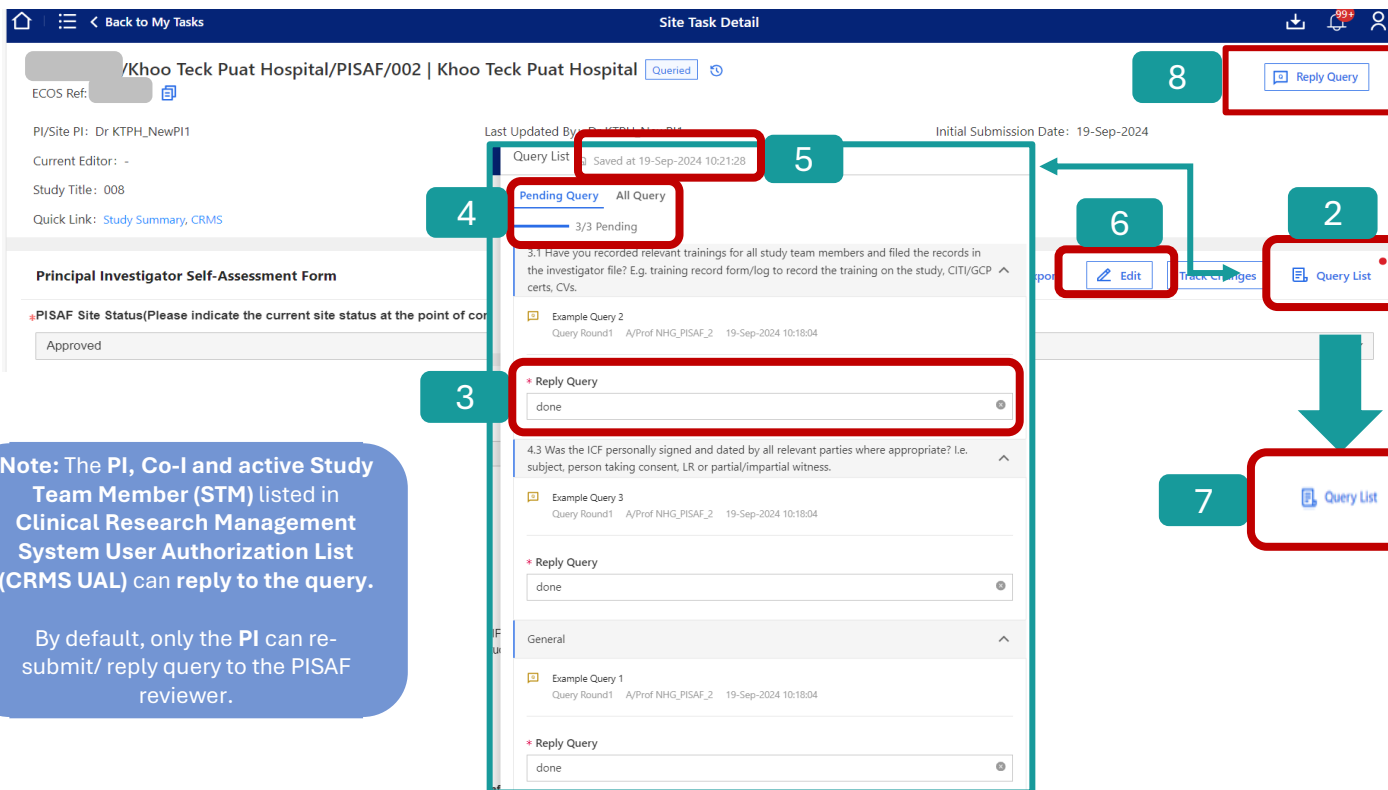 Back to My Tasks
Site Task Detail
99+
/Khoo Teck Puat Hospital/PISAF/002 | Khoo Teck Puat Hospital
Queried
8
Reply Query
ECOS Ref:
PI/Site PI: Dr KTPH_NewPI1
Last Updated By: Dr KTPH_NewPI1
Initial Submission Date: 19-Sep-2024
Current Editor: -
Study Title: 008
Quick Link: Study Summary, CRMS
Query List
Saved at 19-Sep-2024 10:21:28
5
4
Pending Query
All Query
3/3 Pending
6
2
Principal Investigator Self-Assessment Form
Edit
Track Changes
Query List
3.1 Have you recorded relevant trainings for all study team members and filed the records in
the investigator file? E.g. training record form/log to record the training on the study, CITI/GCP
certs, CVs.
*PISAF Site Status(Please indicate the current site status at the point of
Approved
Example Query 2
Query Round1 A/Prof NHG_PISAF_2 19-Sep-2024 10:18:04
3
* Reply Query
done
4.3 Was the ICF personally signed and dated by all relevant parties where appropriate? I.e.
subject, person taking consent, LR or partial/impartial witness.
Example Query 3
Query Round1 A/Prof NHG_PISAF_2 19-Sep-2024 10:18:04
* Reply Query
done
General
Example Query 1
Query Round1 A/Prof NHG_PISAF_2 19-Sep-2024 10:18:04
* Reply Query
done
7
Query List
Note: The PI, Co-I and active Study
Team Member (STM) listed in
Clinical Research Management
System User Authorization List
(CRMS UAL) can reply to the query.
By default, only the PI can re-
submit/ reply query to the PISAF
reviewer.